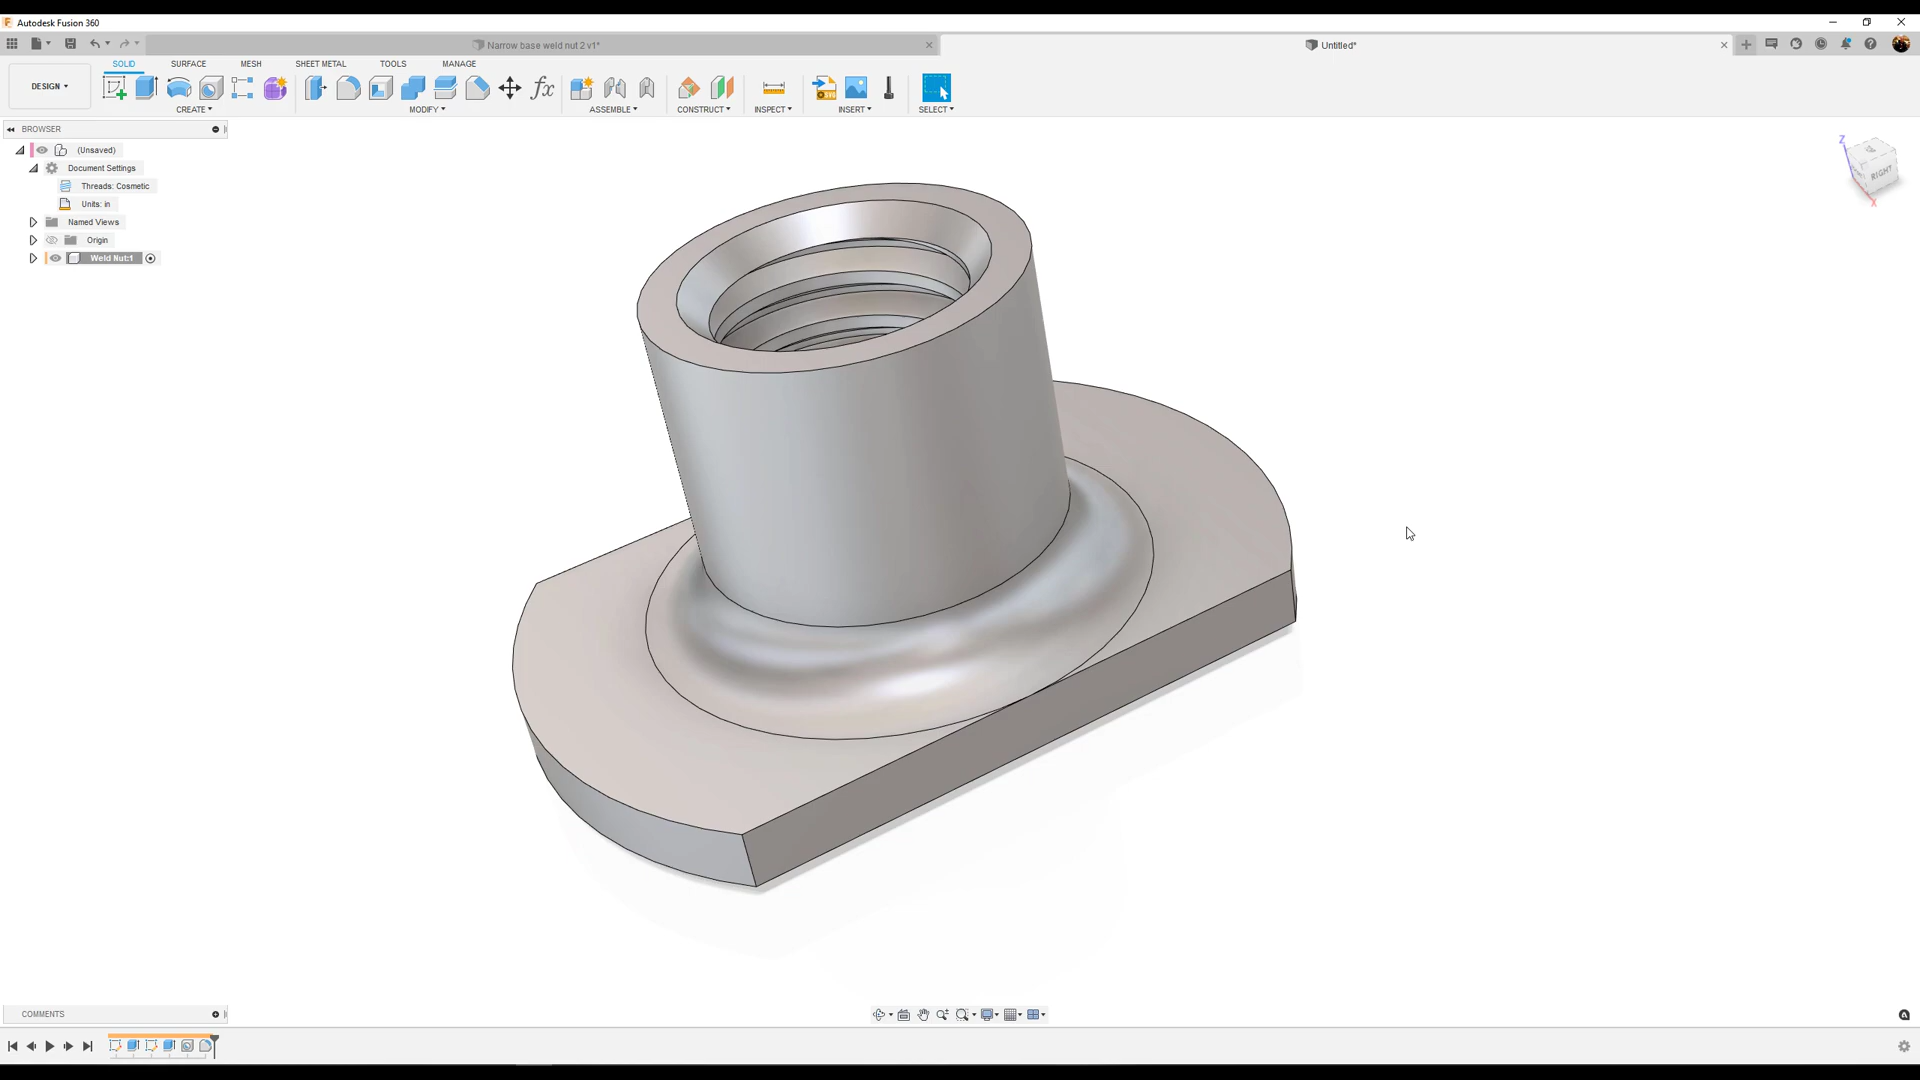 Autodesk Fusion 360
Narrow base weld nut 2 v1*
Untitled*
DESIGN
SOLID
SURFACE
MESH
SHEET METAL
TOOLS
MANAGE
CREATE
MODIFY
ASSEMBLE
CONSTRUCT
INSPECT
INSERT
SELECT
BROWSER
(Unsaved)
Document Settings
Threads: Cosmetic
Units: in
Named Views
Origin
Weld Nut:1
Z
RIGHT
X
COMMENTS